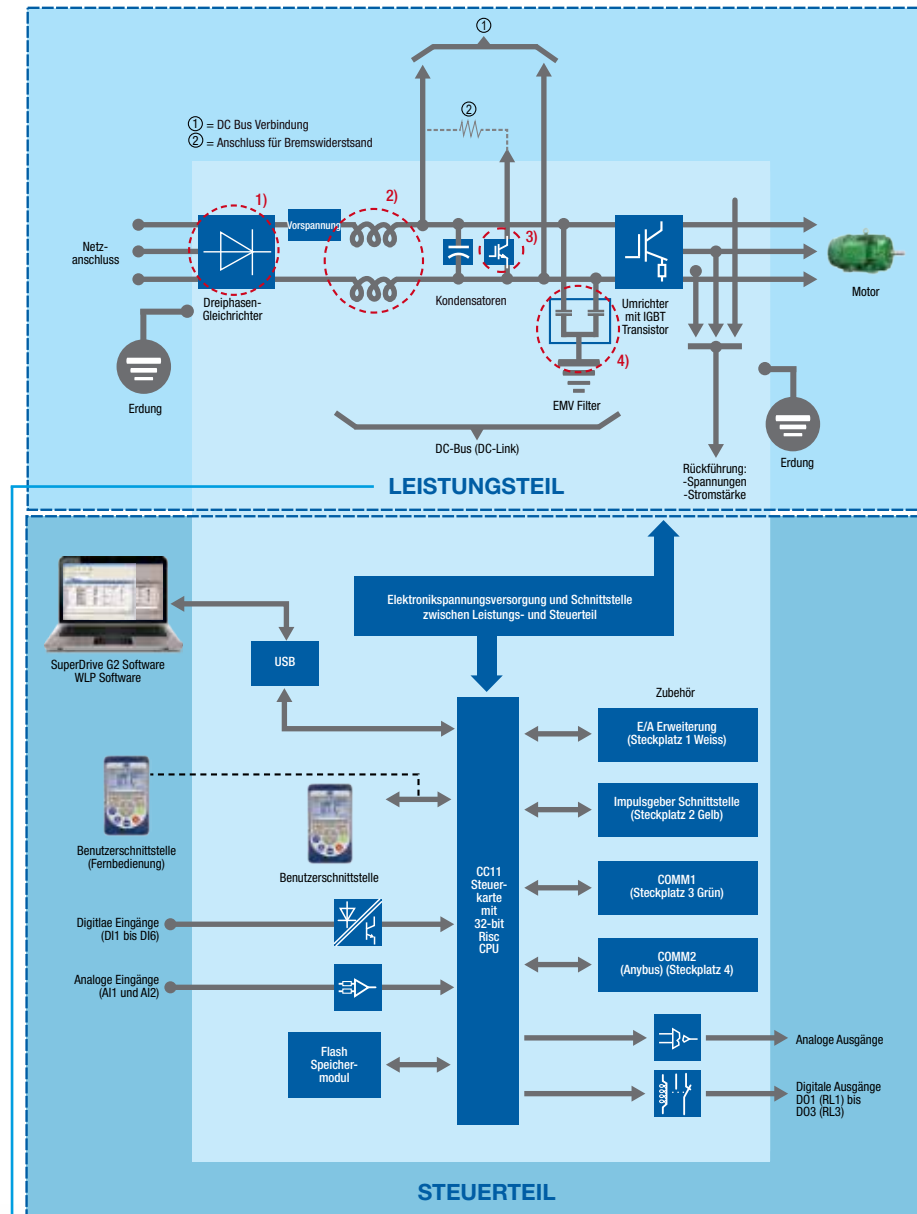 ①
②
① = DC Bus Verbindung
② = Anschluss für Bremswiderstsand
1)
2)
Vorspannung
3)
Netz-
anschluss
Kondensatoren
Dreiphasen-
Gleichrichter
Umrichter
mit IGBT
Transistor
Motor
4)
EMV Filter
Erdung
Erdung
DC-Bus (DC-Link)
Rückführung:
-Spannungen
-Stromstärke
LEISTUNGSTEIL
Elektronikspannungsversorgung und Schnittstelle
zwischen Leistungs- und Steuerteil
SuperDrive G2 Software
WLP Software
USB
Zubehör
E/A Erweiterung
(Steckplatz 1 Weiss)
Impulsgeber Schnittstelle
(Steckplatz 2 Gelb)
Benutzerschnittstelle
(Fernbedienung)
Benutzerschnittstelle
CC11
Steuer-
karte
mit
32-bit
Risc
CPU
COMM1
(Steckplatz 3 Grün)
Digitlae Eingänge
(DI1 bis DI6)
COMM2
(Anybus) (Steckplatz 4)
Analoge Eingänge
(AI1 und AI2)
Flash
Speicher-
modul
Analoge Ausgänge
Digitale Ausgänge
DO1 (RL1) bis
DO3 (RL3)
STEUERTEIL